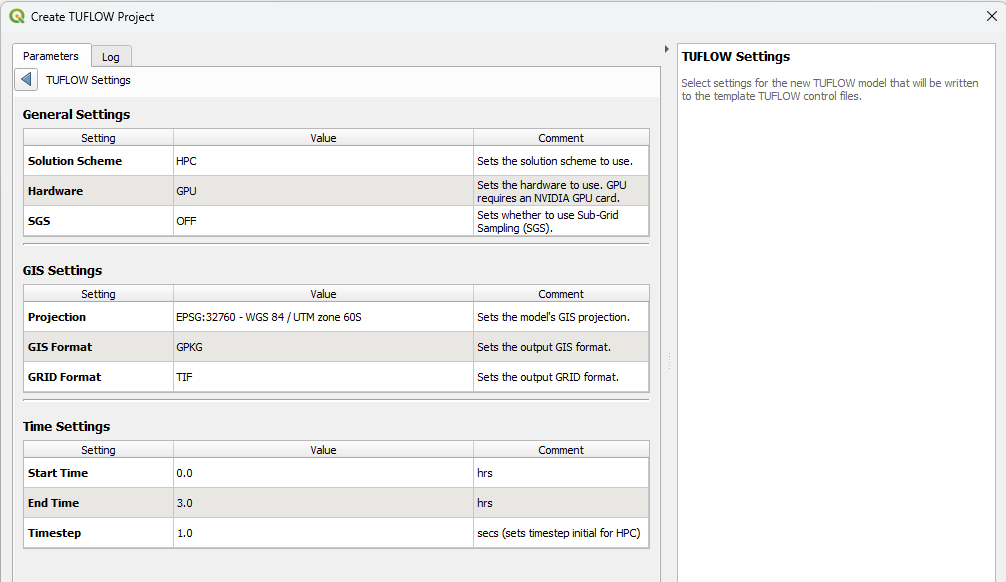 Create TUFLOW Project
Parameters
Log
TUFLOW Settings
General Settings
Setting Value Comment
Solution Scheme HPC Sets the solution scheme to use.
Hardware GPU Sets the hardware to use. GPU
requires an NVIDIA GPU card.
SGS OFF Sets whether to use Sub-Grid
Sampling (SGS).
GIS Settings
Setting Value Comment
Projection EPSG:32760 - WGS 84 / UTM zone 60S Sets the model's GIS projection.
GIS Format GPKG Sets the output GIS format.
GRID Format TIF Sets the output GRID format.
Time Settings
Setting Value Comment
Start Time 0.0 hrs
End Time 3.0 hrs
Timestep 1.0 secs (sets timestep initial for HPC)
TUFLOW Settings
Select settings for the new TUFLOW model that will be written
to the template TUFLOW control files.